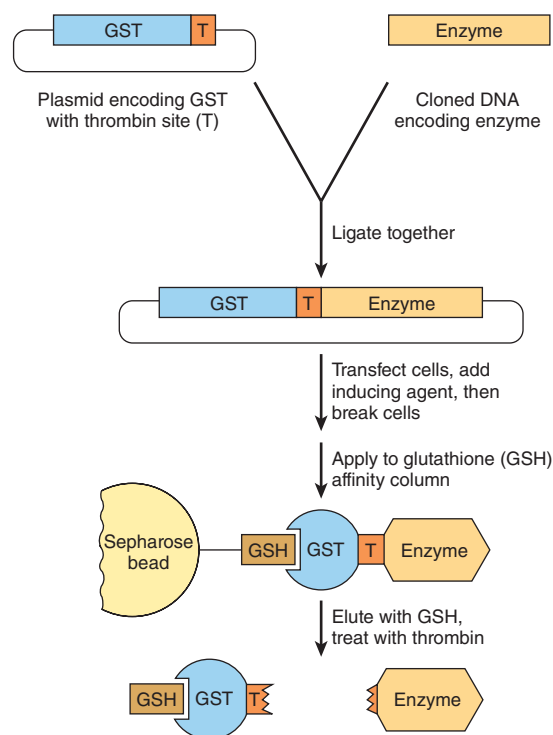 GST
T
Enzyme
Plasmid encoding GST
with thrombin site (T)
Cloned DNA
encoding enzyme
Ligate together
GST
T
Enzyme
Transfect cells, add
inducing agent, then
break cells
Apply to glutathione (GSH)
affinity column
Sepharose
bead
GSH
GST
T
Enzyme
Elute with GSH,
treat with thrombin
GSH
GST
T
Enzyme